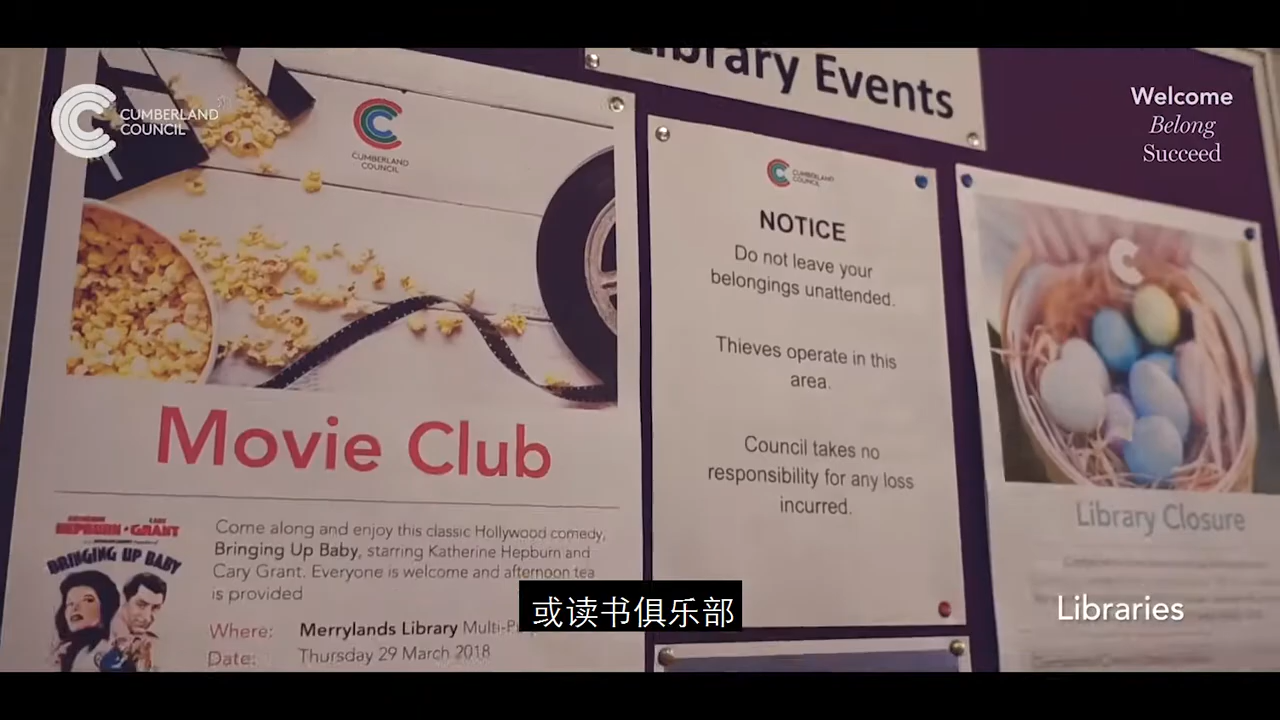 CUMBERLAND
COUNCIL
Welcome
Belong
Succeed
Library Events
CUMBERLAND
COUNCIL
Movie Club
HEPBURN · GRANT
BRINGING UP BABY
Come along and enjoy this classic Hollywood comedy,
Bringing Up Baby, starring Katherine Hepburn and
Cary Grant. Everyone is welcome and afternoon tea
is provided
Where: Merrylands Library
Date: Thursday 29 March 2018
CUMBERLAND
COUNCIL
NOTICE
Do not leave your
belongings unattended.
Thieves operate in this
area.
Council takes no
responsibility for any loss
incurred.
Library Closure
Libraries
或读书俱乐部